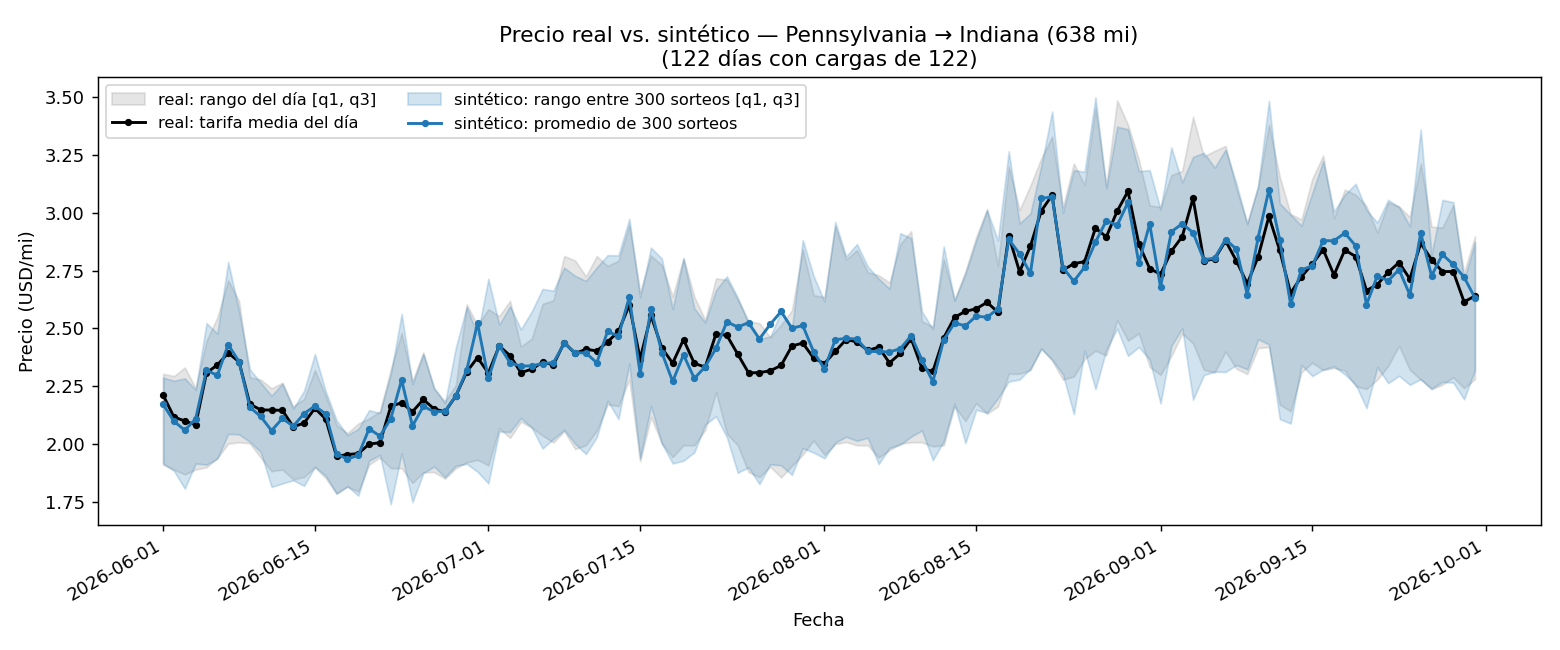 Precio real vs. sintético — Pennsylvania → Indiana (638 mi)
(122 días con cargas de 122)
real: rango del día [q1, q3]
real: tarifa media del día
sintético: rango entre 300 sorteos [q1, q3]
sintético: promedio de 300 sorteos
Precio (USD/mi)
3.50
3.25
3.00
2.75
2.50
2.25
2.00
1.75
2026-06-01
2026-06-15
2026-07-01
2026-07-15
2026-08-01
2026-08-15
2026-09-01
2026-09-15
2026-10-01
Fecha